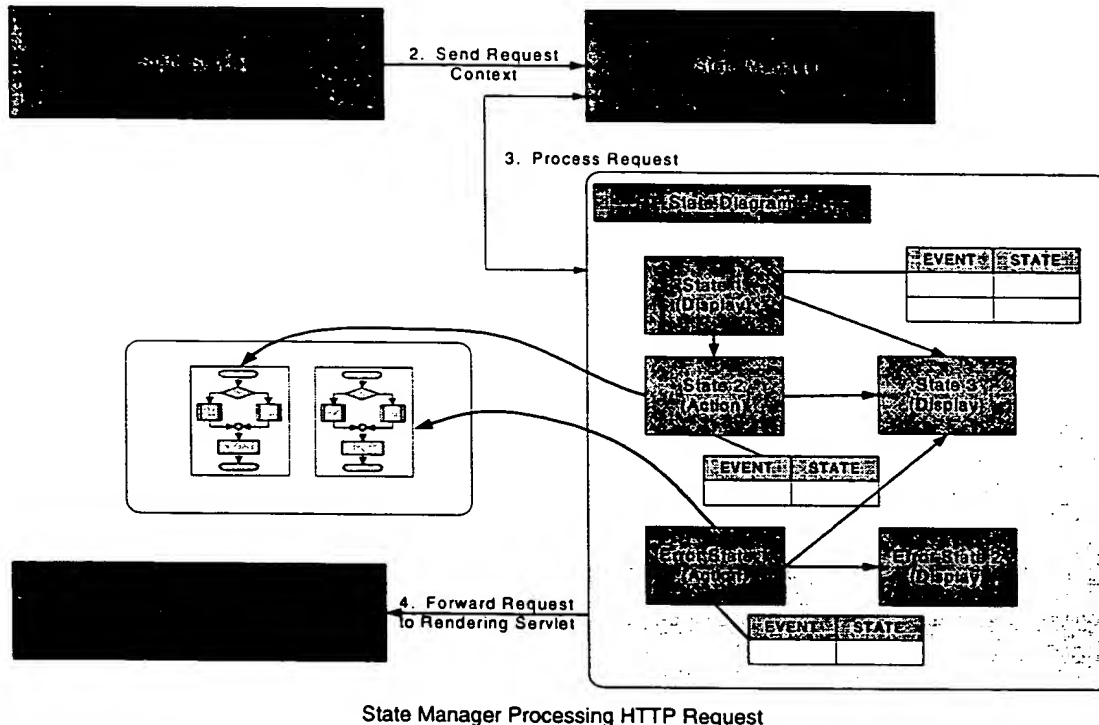 2. Send Request
Context
3. Process Request
State Diagram
State 1
(Display)
EVENT STATE
State 2
(Action)
State 3
(Display
EVENT STATE
Error State 1
(Action)
Error State 2
(Display
4. Forward Request
to Rendering Servlet
EVENT STATE
State Manager Processing HTTP Request